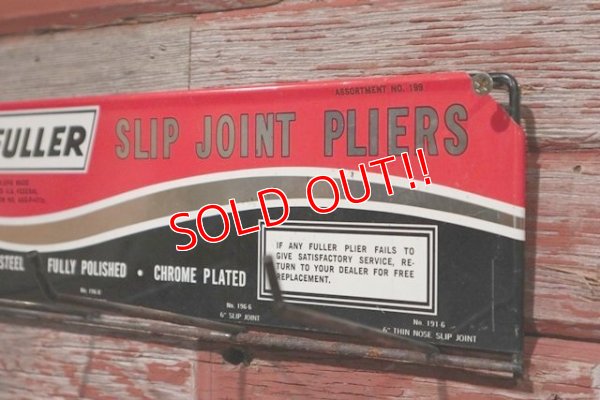 ASSORTMENT NO. 199
FULLER
SLIP JOINT PLIERS
SOLD OUT!!
STEEL · FULLY POLISHED · CHROME PLATED
IF ANY FULLER PLIER FAILS TO
GIVE SATISFACTORY SERVICE, RE-
TURN TO YOUR DEALER FOR FREE
REPLACEMENT.
No. 196-6
6" SLIP JOINT
No. 191-6
6" THIN NOSE SLIP JOINT